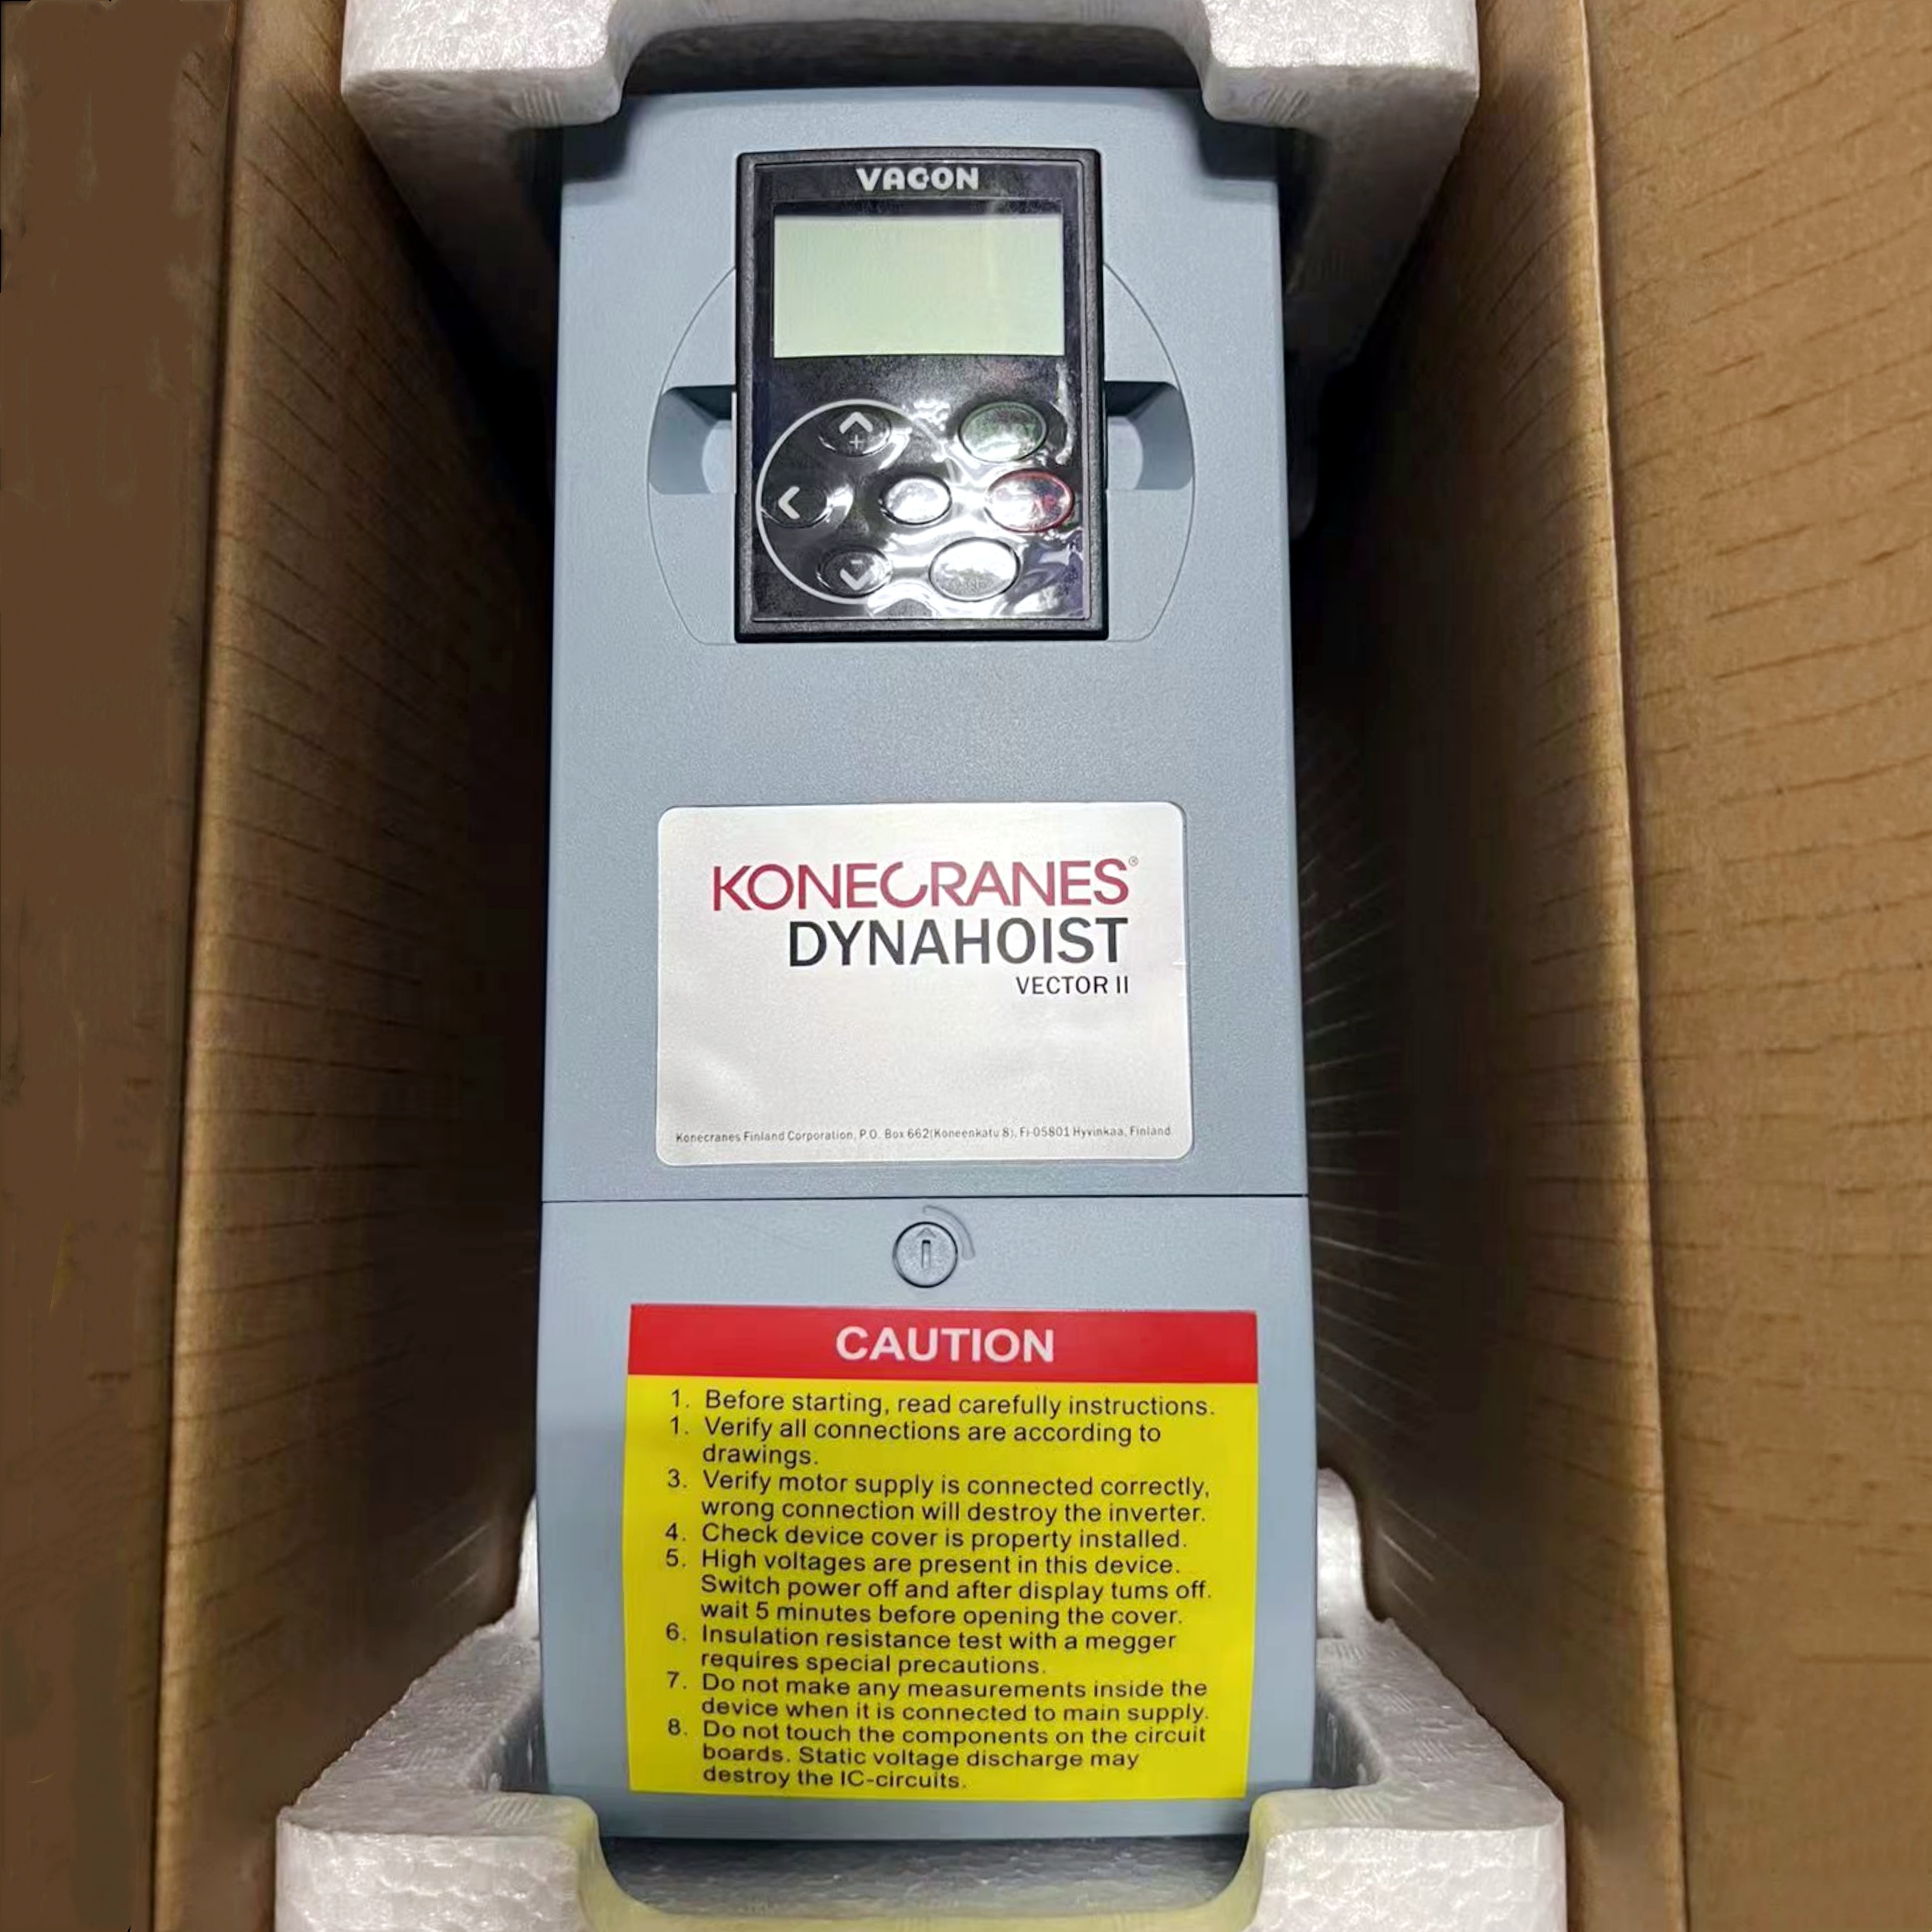 VACON
KONECRANES®
DYNAHOIST
VECTOR II
Konecranes Finland Corporation, P.O. Box 662(Koneenkatu 8), FI-05801 Hyvinkaa, Finland
CAUTION
1. Before starting, read carefully instructions.
1. Verify all connections are according to
drawings.
3. Verify motor supply is connected correctly,
wrong connection will destroy the inverter.
4. Check device cover is property installed.
5. High voltages are present in this device.
Switch power off and after display tums off.
wait 5 minutes before opening the cover.
6. Insulation resistance test with a megger
requires special precautions.
7. Do not make any measurements inside the
device when it is connected to main supply.
8. Do not touch the components on the circuit
boards. Static voltage discharge may
destroy the IC-circuits.